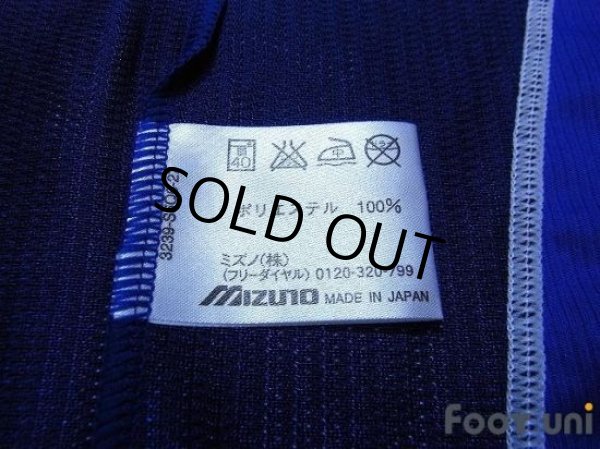 40
中
ポリエステル 100%
SOLD OUT
ミズノ(株)
(フリーダイヤル) 0120-320-799
MIZUNO MADE IN JAPAN